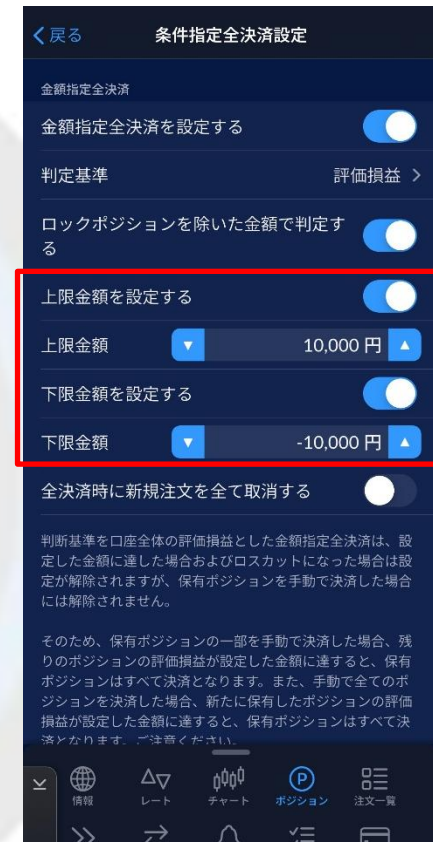 戻る 条件指定全決済設定
金額指定全決済
金額指定全決済を設定する
判定基準 評価損益
ロックポジションを除いた金額で判定す
る
上限金額を設定する
上限金額 ▼ 10,000 円 ▲
下限金額を設定する
下限金額 ▼ -10,000 円 ▲
全決済時に新規注文を全て取消する
判断基準を口座全体の評価損益とした金額指定全決済は、設
定した金額に達した場合およびロスカットになった場合は設
定が解除されますが、保有ポジションを手動で決済した場合
には解除されません。
そのため、保有ポジションの一部を手動で決済した場合、残
りのポジションの評価損益が設定した金額に達すると、保有
ポジションはすべて決済となります。また、手動で全てのポ
ジションを決済した場合、新たに保有したポジションの評価
損益が設定した金額に達すると、保有ポジションはすべて決
済となります。ご注意ください。
情報 レート チャート ポジション 注文一覧